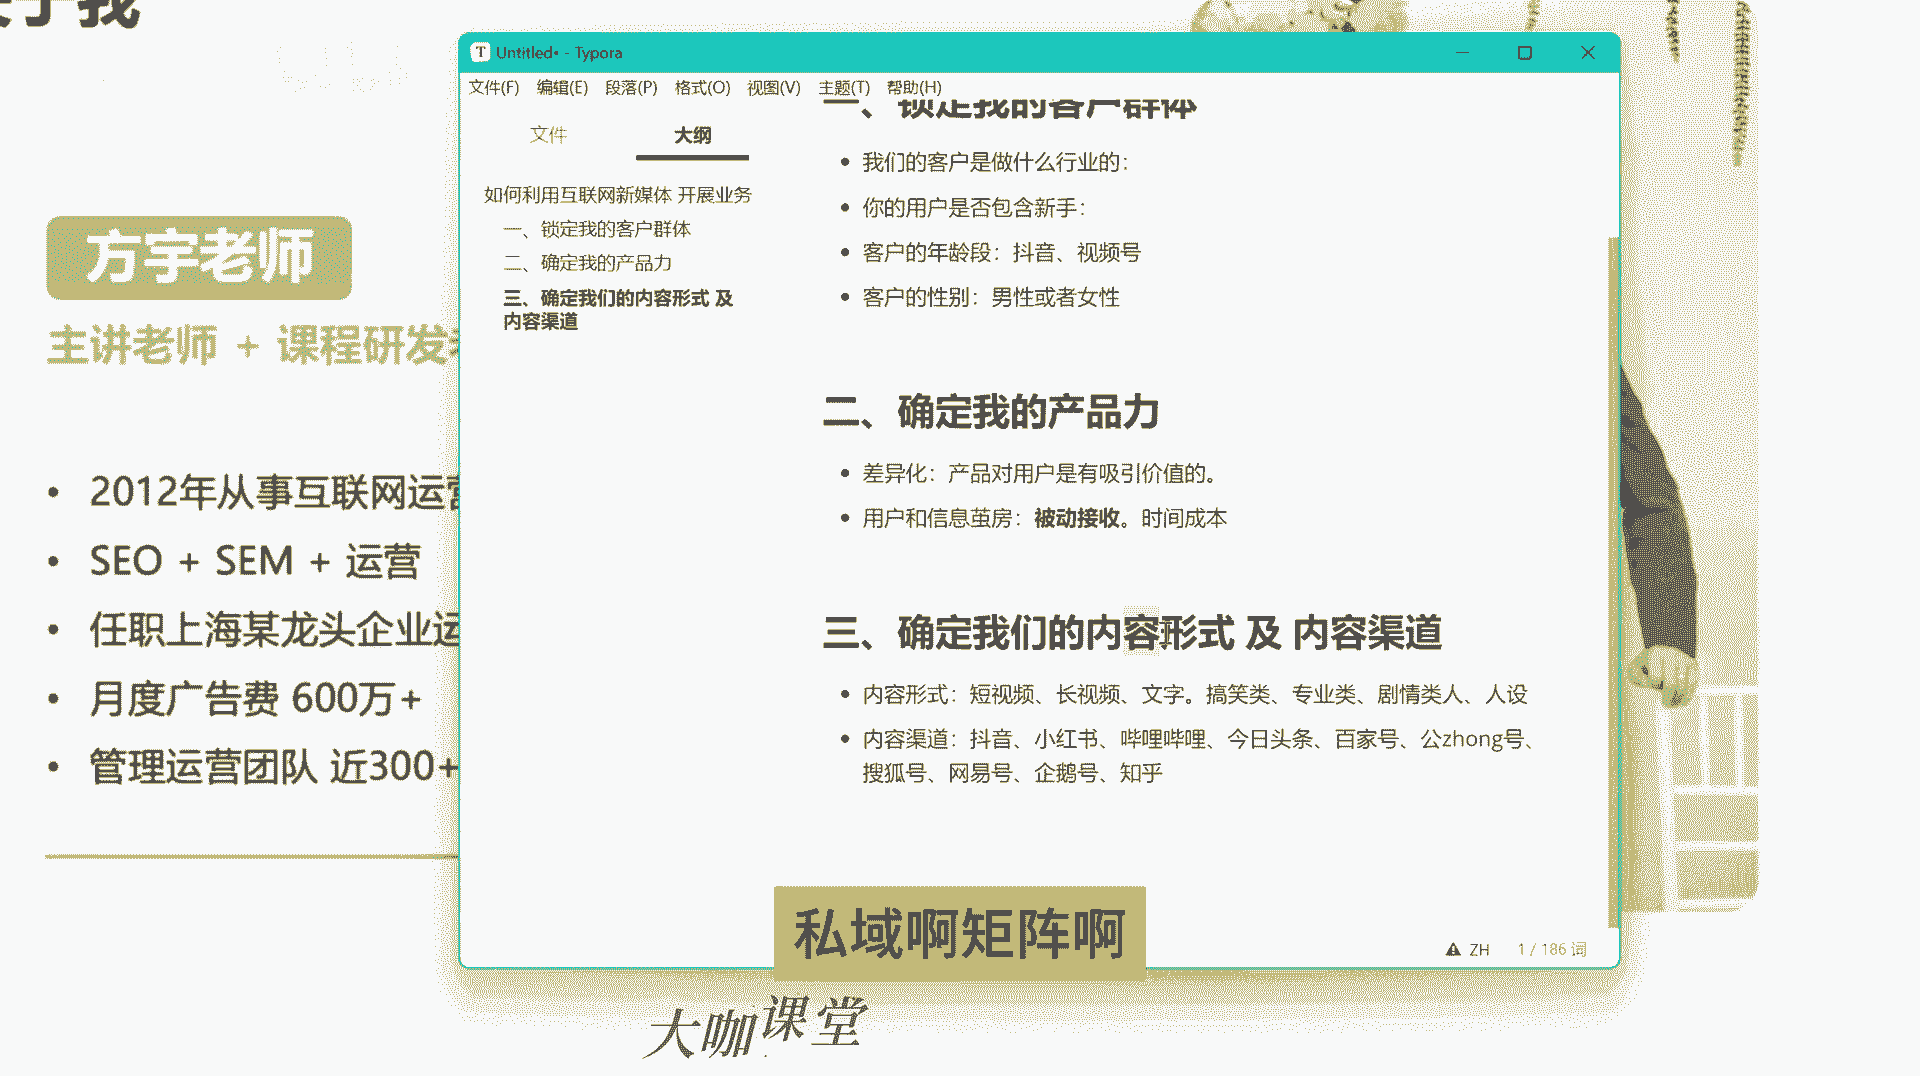 关于我
方宇老师
主讲老师 + 课程研发
2012年从事互联网运营
SEO + SEM + 运营
任职上海某龙头企业运
月度广告费 600万+
管理运营团队 近300+
Untitled• - Typora
文件(F) 编辑(E) 段落(P) 格式(O) 视图(V) 主题(T) 帮助(H)
文件 大纲
如何利用互联网新媒体 开展业务
一、锁定我的客户群体
二、确定我的产品力
三、确定我们的内容形式 及
内容渠道
一、锁定我的客户群体
我们的客户是做什么行业的：
你的用户是否包含新手：
客户的年龄段：抖音、视频号
客户的性别：男性或者女性
二、确定我的产品力
差异化：产品对用户是有吸引价值的。
用户和信息茧房：被动接收。时间成本
三、确定我们的内容形式 及 内容渠道
内容形式：短视频、长视频、文字。搞笑类、专业类、剧情类人、人设
内容渠道：抖音、小红书、哔哩哔哩、今日头条、百家号、公zhong号、
搜狐号、网易号、企鹅号、知乎
ZH 1 / 186 词
私域啊矩阵啊
大咖课堂